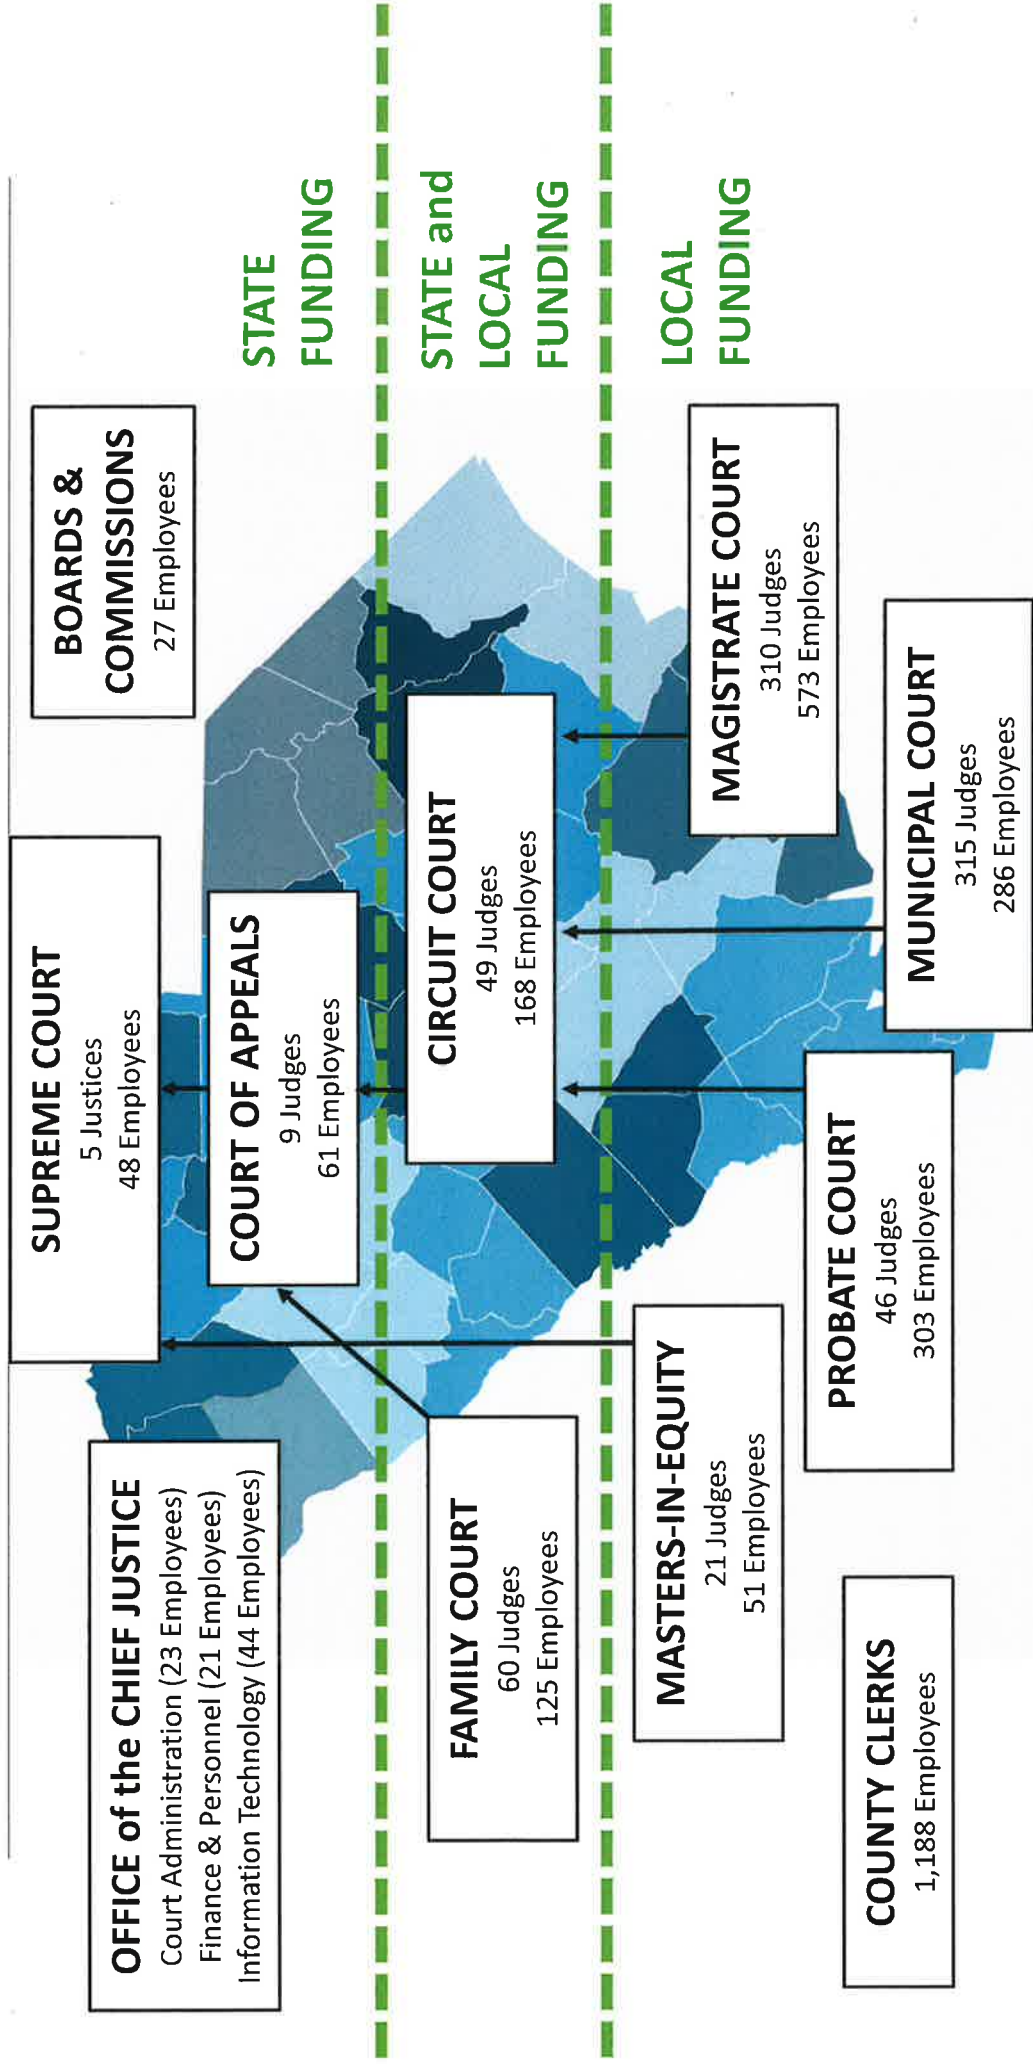 SUPREME COURT
5 Justices
48 Employees
BOARDS &
COMMISSIONS
27 Employees
OFFICE of the CHIEF JUSTICE
Court Administration (23 Employees)
Finance & Personnel (21 Employees)
Information Technology (44 Employees)
COURT OF APPEALS
9 Judges
61 Employees
STATE
FUNDING
FAMILY COURT
60 Judges
125 Employees
CIRCUIT COURT
49 Judges
168 Employees
STATE and
LOCAL
FUNDING
MASTERS-IN-EQUITY
21 Judges
51 Employees
MAGISTRATE COURT
310 Judges
573 Employees
LOCAL
FUNDING
PROBATE COURT
46 Judges
303 Employees
COUNTY CLERKS
1,188 Employees
MUNICIPAL COURT
315 Judges
286 Employees